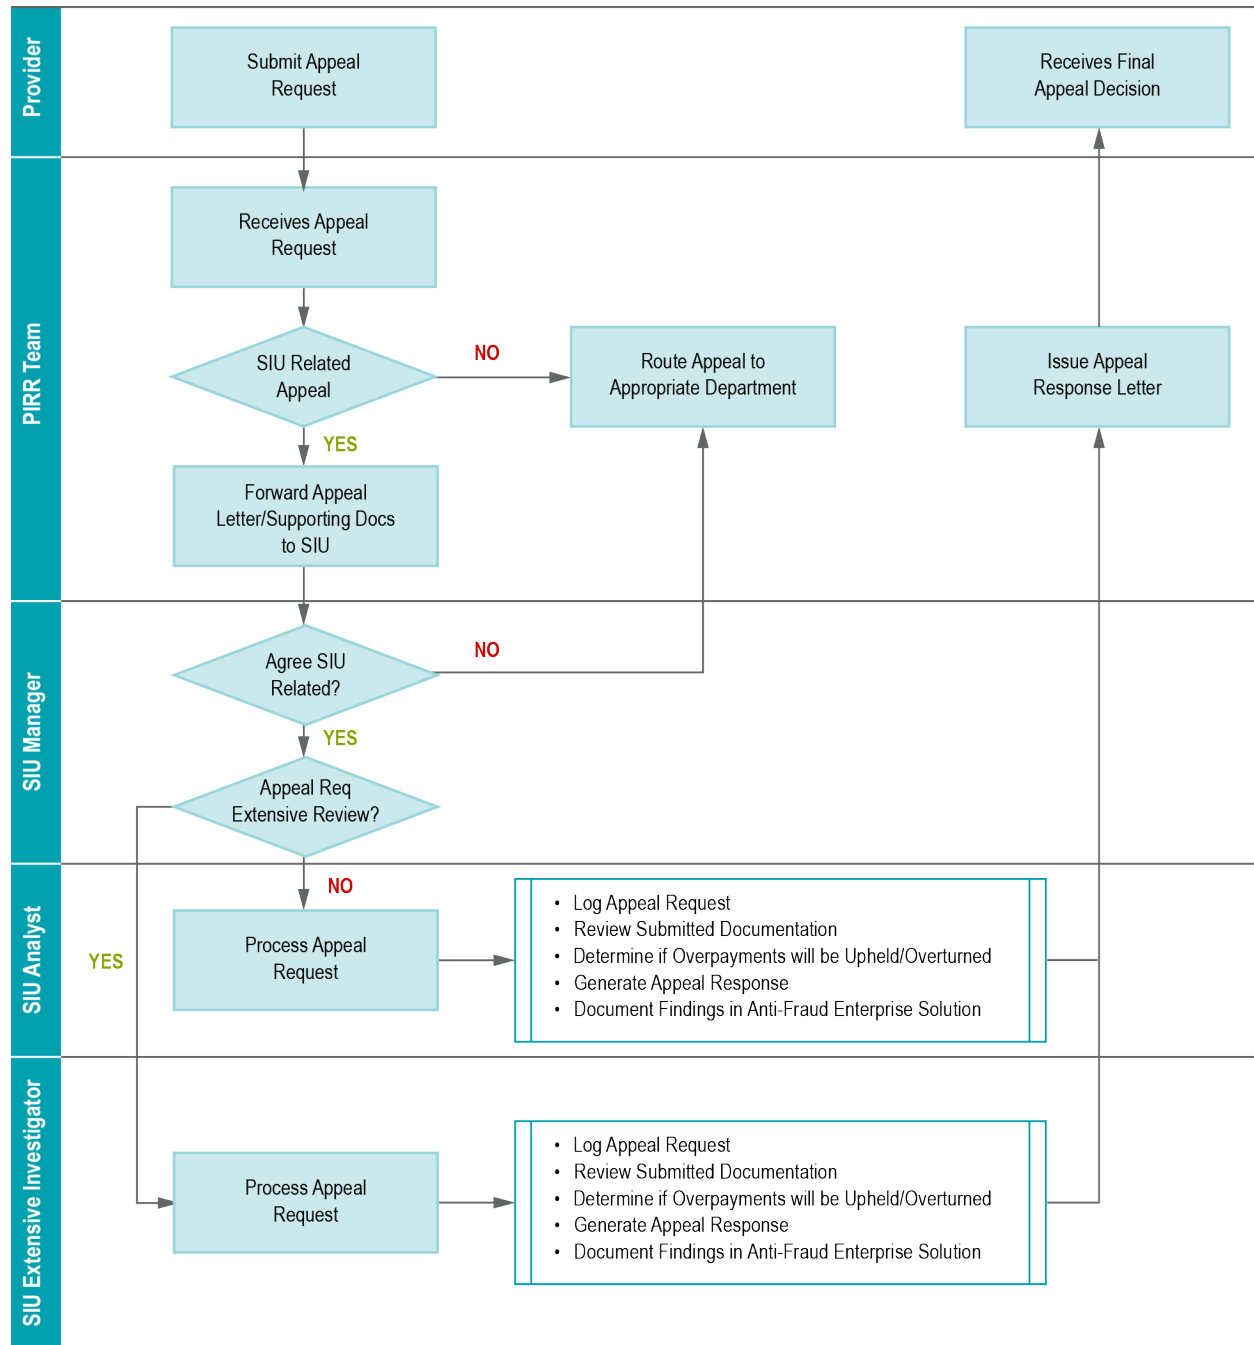 Provider
Submit Appeal
Request
Receives Final
Appeal Decision
PIRR Team
Receives Appeal
Request
SIU Related
Appeal
NO
Route Appeal to
Appropriate Department
Issue Appeal
Response Letter
YES
Forward Appeal
Letter/Supporting Docs
to SIU
SIU Manager
Agree SIU
Related?
NO
YES
Appeal Req
Extensive Review?
NO
YES
SIU Analyst
Process Appeal
Request
• Log Appeal Request
• Review Submitted Documentation
• Determine if Overpayments will be Upheld/Overturned
• Generate Appeal Response
• Document Findings in Anti-Fraud Enterprise Solution
SIU Extensive Investigator
Process Appeal
Request
• Log Appeal Request
• Review Submitted Documentation
• Determine if Overpayments will be Upheld/Overturned
• Generate Appeal Response
• Document Findings in Anti-Fraud Enterprise Solution